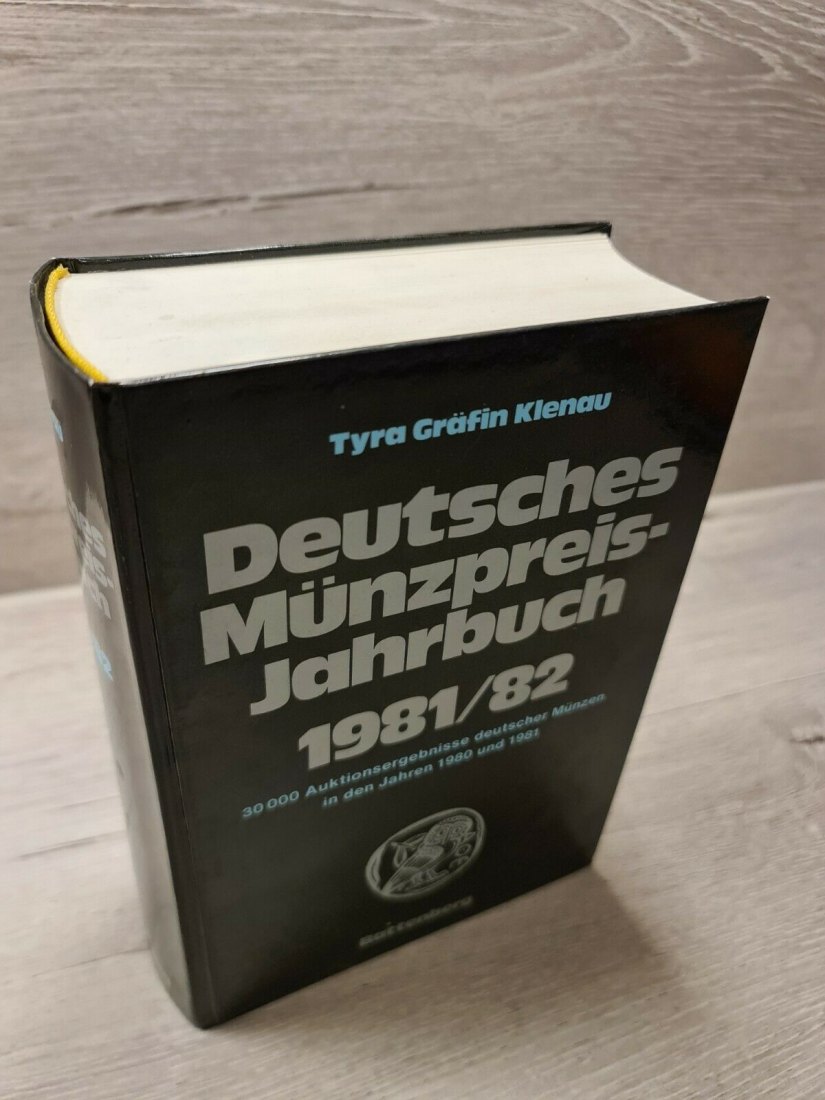 Tyra Gräfin Klenau
Deutsches
Münzpreis-
Jahrbuch
1981/82
30 000 Auktionsergebnisse deutscher Münzen
in den Jahren 1980 und 1981
Battenberg